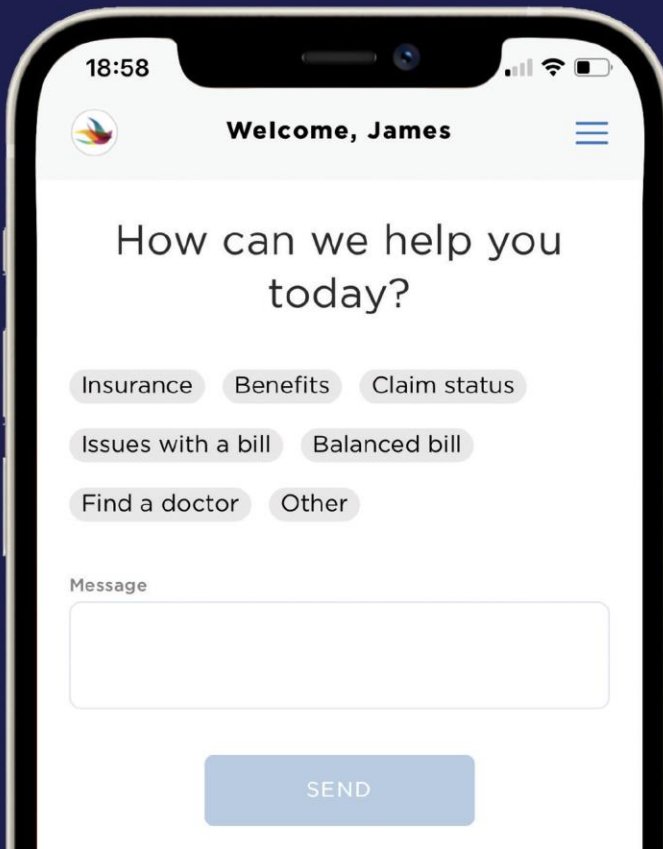 18:58
Welcome, James
How can we help you
today?
Insurance Benefits Claim status
Issues with a bill Balanced bill
Find a doctor Other
Message
SEND